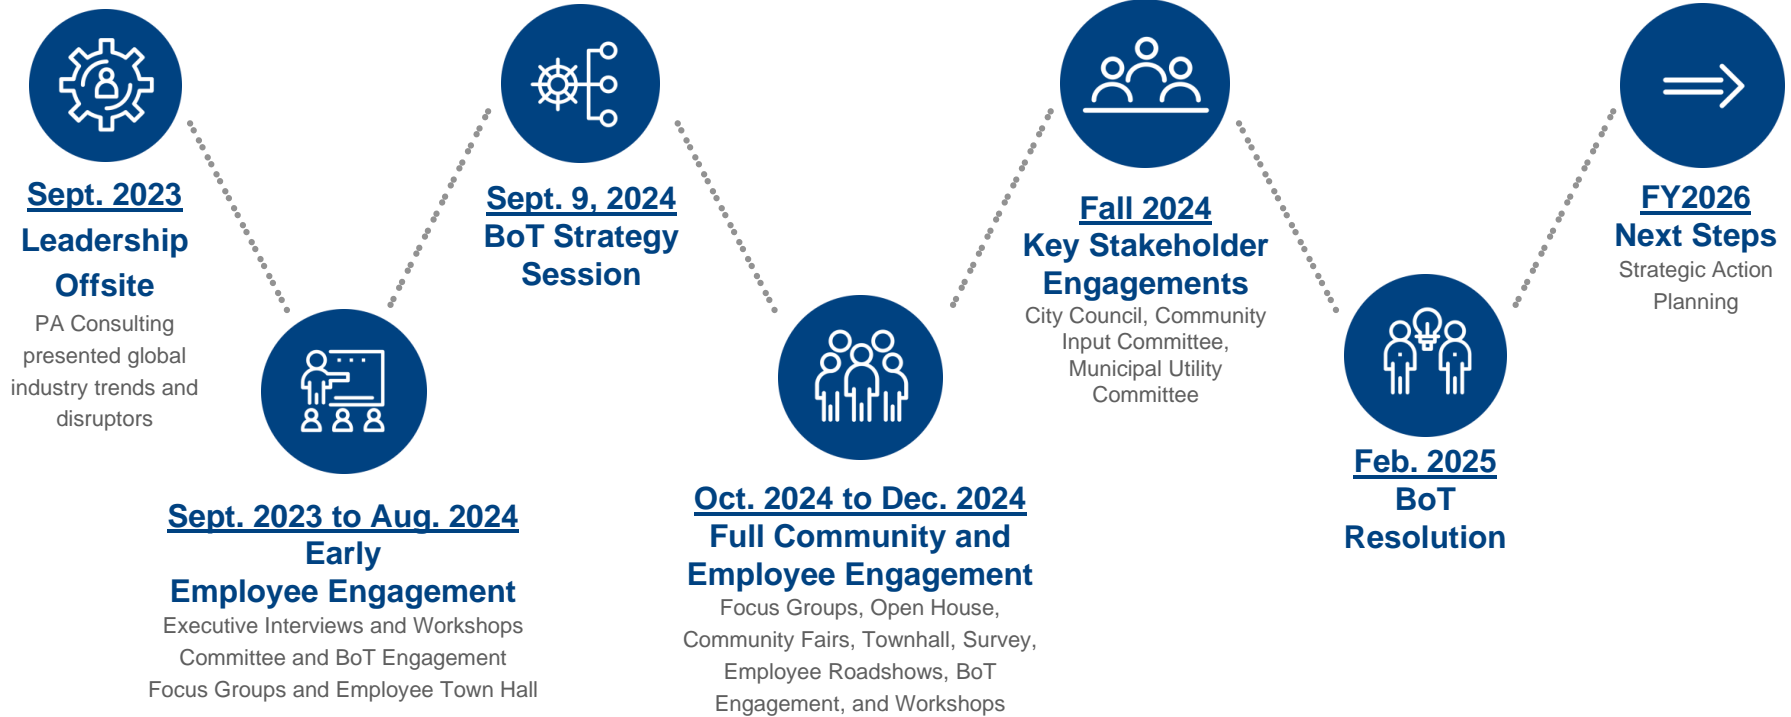 Sept. 2023
Leadership
Offsite
PA Consulting
presented global
industry trends and
disruptors
Sept. 2023 to Aug. 2024
Early
Employee Engagement
Executive Interviews and Workshops
Committee and BoT Engagement
Focus Groups and Employee Town Hall
Sept. 9, 2024
BoT Strategy
Session
Oct. 2024 to Dec. 2024
Full Community and
Employee Engagement
Focus Groups, Open House,
Community Fairs, Townhall, Survey,
Employee Roadshows, BoT
Engagement, and Workshops
Fall 2024
Key Stakeholder
Engagements
City Council, Community
Input Committee,
Municipal Utility
Committee
Feb. 2025
BoT
Resolution
FY2026
Next Steps
Strategic Action
Planning